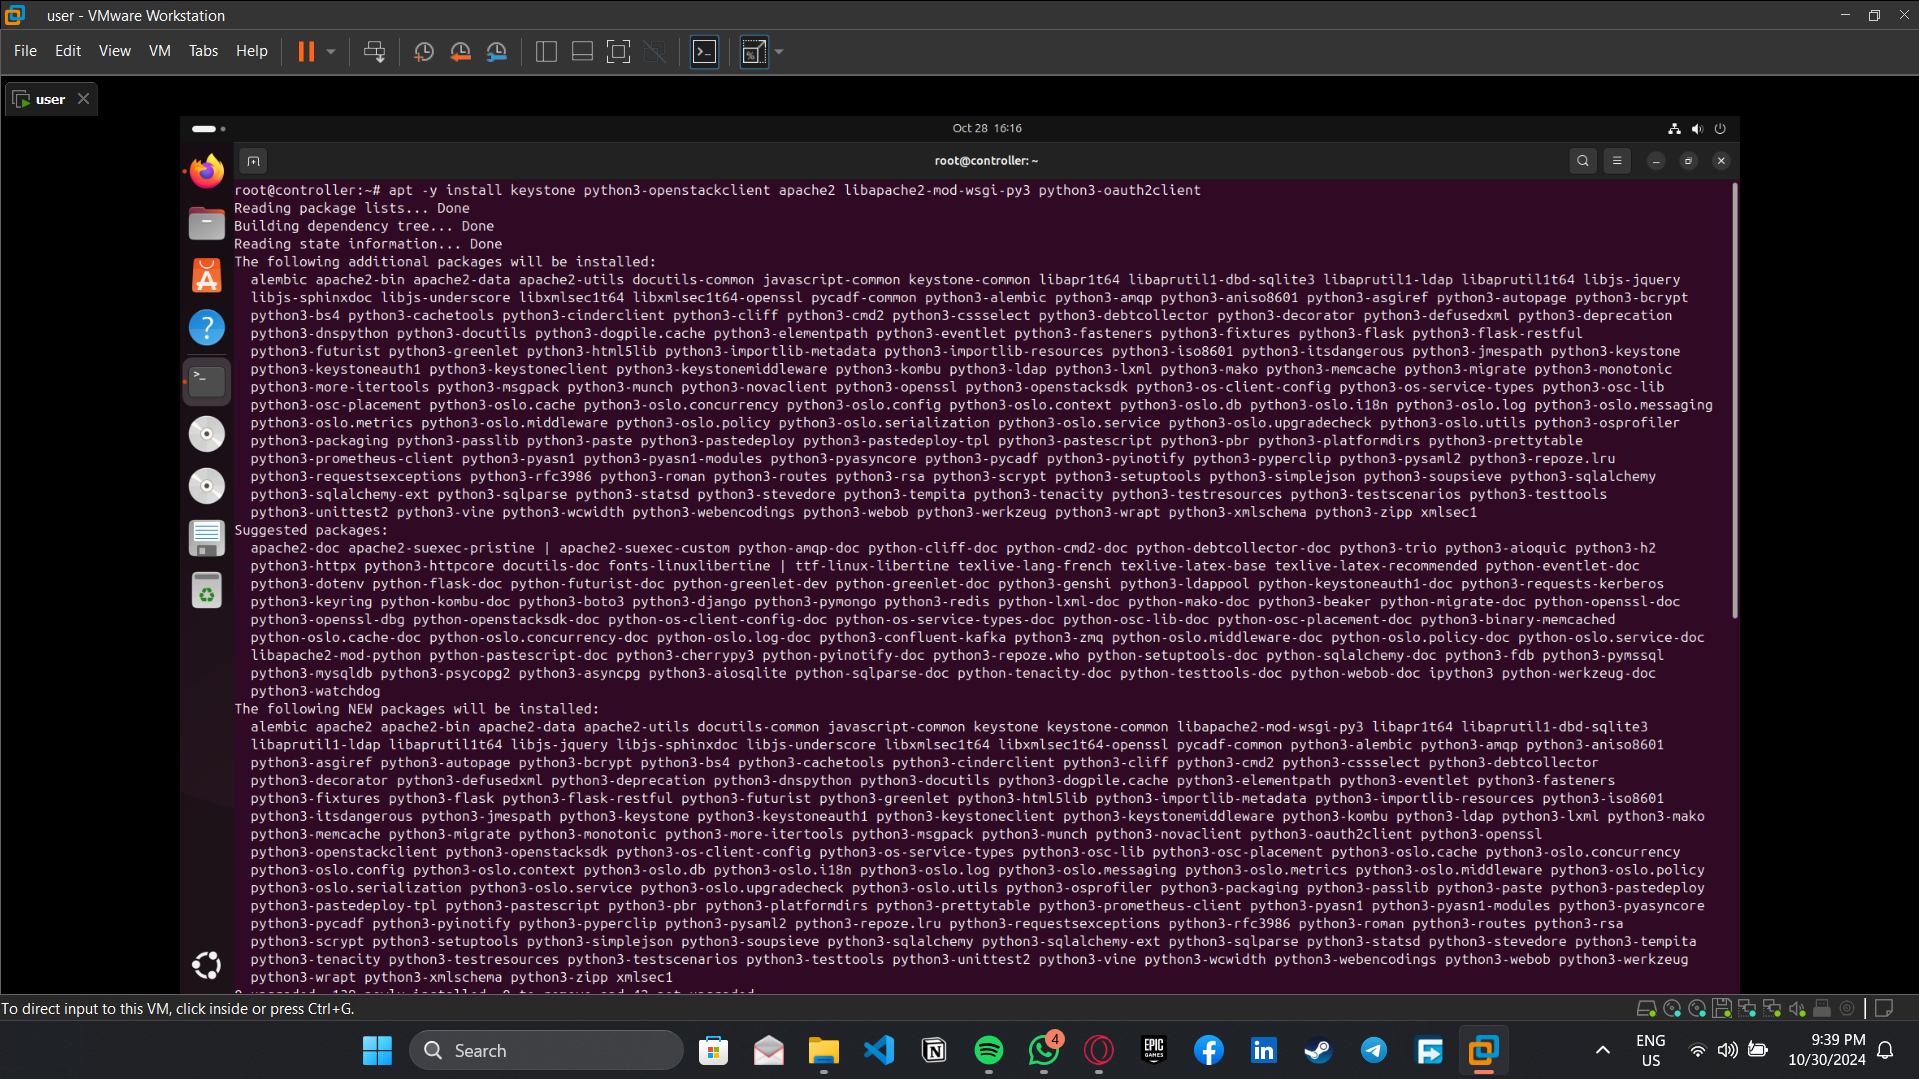 user - VMware Workstation
File Edit View VM Tabs Help
user
Oct 28 16:16
root@controller: ~
root@controller:~# apt -y install keystone python3-openstackclient apache2 libapache2-mod-wsgi-py3 python3-oauth2client
Reading package lists... Done
Building dependency tree... Done
Reading state information... Done
The following additional packages will be installed:
alembic apache2-bin apache2-data apache2-utils docutils-common javascript-common keystone-common libapr1t64 libaprutil1-dbd-sqlite3 libaprutil1-ldap libaprutil1t64 libjs-jquery
libjs-sphinxdoc libjs-underscore libxmlsec1t64 libxmlsec1t64-openssl pycadf-common python3-alembic python3-amqp python3-aniso8601 python3-asgiref python3-autopage python3-bcrypt
python3-bs4 python3-cachetools python3-cinderclient python3-cliff python3-cmd2 python3-cssselect python3-debtcollector python3-decorator python3-defusedxml python3-deprecation
python3-dnspython python3-docutils python3-dogpile.cache python3-elementpath python3-eventlet python3-fasteners python3-fixtures python3-flask python3-flask-restful
python3-futurist python3-greenlet python3-html5lib python3-importlib-metadata python3-importlib-resources python3-iso8601 python3-itsdangerous python3-jmespath python3-keystone
python3-keystoneauth1 python3-keystoneclient python3-keystonemiddleware python3-kombu python3-ldap python3-lxml python3-mako python3-memcache python3-migrate python3-monotonic
python3-more-itertools python3-msgpack python3-munch python3-novaclient python3-openssl python3-openstacksdk python3-os-client-config python3-os-service-types python3-osc-lib
python3-osc-placement python3-oslo.cache python3-oslo.concurrency python3-oslo.config python3-oslo.context python3-oslo.db python3-oslo.i18n python3-oslo.log python3-oslo.messaging
python3-oslo.metrics python3-oslo.middleware python3-oslo.policy python3-oslo.serialization python3-oslo.service python3-oslo.upgradecheck python3-oslo.utils python3-osprofiler
python3-packaging python3-passlib python3-paste python3-pastedeploy python3-pastedeploy-tpl python3-pastescript python3-pbr python3-platformdirs python3-prettytable
python3-prometheus-client python3-pyasn1 python3-pyasn1-modules python3-pyasyncore python3-pycadf python3-pyinotify python3-pyperclip python3-pysaml2 python3-repoze.lru
python3-requestsexceptions python3-rfc3986 python3-roman python3-routes python3-rsa python3-scrypt python3-setuptools python3-simplejson python3-soupsieve python3-sqlalchemy
python3-sqlalchemy-ext python3-sqlparse python3-statsd python3-stevedore python3-tempita python3-tenacity python3-testresources python3-testscenarios python3-testtools
python3-unittest2 python3-vine python3-wcwidth python3-webencodings python3-webob python3-werkzeug python3-wrapt python3-xmlschema python3-zipp xmlsec1
Suggested packages:
apache2-doc apache2-suexec-pristine | apache2-suexec-custom python-amqp-doc python-cliff-doc python-cmd2-doc python-debtcollector-doc python3-trio python3-aioquic python3-h2
python3-httpx python3-httpcore docutils-doc fonts-linuxlibertine | ttf-linux-libertine texlive-lang-french texlive-latex-base texlive-latex-recommended python-eventlet-doc
python3-dotenv python-flask-doc python-futurist-doc python-greenlet-dev python-greenlet-doc python3-genshi python3-ldappool python-keystoneauth1-doc python3-requests-kerberos
python3-keyring python-kombu-doc python3-boto3 python3-django python3-pymongo python3-redis python-lxml-doc python-mako-doc python3-beaker python-migrate-doc python-openssl-doc
python3-openssl-dbg python-openstacksdk-doc python-os-client-config-doc python-os-service-types-doc python-osc-lib-doc python-osc-placement-doc python3-binary-memcached
python-oslo.cache-doc python-oslo.concurrency-doc python-oslo.log-doc python3-confluent-kafka python3-zmq python-oslo.middleware-doc python-oslo.policy-doc python-oslo.service-doc
libapache2-mod-python python-pastescript-doc python3-cherrypy3 python-pyinotify-doc python3-repoze.who python-setuptools-doc python-sqlalchemy-doc python3-fdb python3-pymssql
python3-mysqldb python3-psycopg2 python3-asyncpg python3-aiosqlite python-sqlparse-doc python-tenacity-doc python-testtools-doc python-webob-doc ipython3 python-werkzeug-doc
python3-watchdog
The following NEW packages will be installed:
alembic apache2 apache2-bin apache2-data apache2-utils docutils-common javascript-common keystone keystone-common libapache2-mod-wsgi-py3 libapr1t64 libaprutil1-dbd-sqlite3
libaprutil1-ldap libaprutil1t64 libjs-jquery libjs-sphinxdoc libjs-underscore libxmlsec1t64 libxmlsec1t64-openssl pycadf-common python3-alembic python3-amqp python3-aniso8601
python3-asgiref python3-autopage python3-bcrypt python3-bs4 python3-cachetools python3-cinderclient python3-cliff python3-cmd2 python3-cssselect python3-debtcollector
python3-decorator python3-defusedxml python3-deprecation python3-dnspython python3-docutils python3-dogpile.cache python3-elementpath python3-eventlet python3-fasteners
python3-fixtures python3-flask python3-flask-restful python3-futurist python3-greenlet python3-html5lib python3-importlib-metadata python3-importlib-resources python3-iso8601
python3-itsdangerous python3-jmespath python3-keystone python3-keystoneauth1 python3-keystoneclient python3-keystonemiddleware python3-kombu python3-ldap python3-lxml python3-mako
python3-memcache python3-migrate python3-monotonic python3-more-itertools python3-msgpack python3-munch python3-novaclient python3-oauth2client python3-openssl
python3-openstackclient python3-openstacksdk python3-os-client-config python3-os-service-types python3-osc-lib python3-osc-placement python3-oslo.cache python3-oslo.concurrency
python3-oslo.config python3-oslo.context python3-oslo.db python3-oslo.i18n python3-oslo.log python3-oslo.messaging python3-oslo.metrics python3-oslo.middleware python3-oslo.policy
python3-oslo.serialization python3-oslo.service python3-oslo.upgradecheck python3-oslo.utils python3-osprofiler python3-packaging python3-passlib python3-paste python3-pastedeploy
python3-pastedeploy-tpl python3-pastescript python3-pbr python3-platformdirs python3-prettytable python3-prometheus-client python3-pyasn1 python3-pyasn1-modules python3-pyasyncore
python3-pycadf python3-pyinotify python3-pyperclip python3-pysaml2 python3-repoze.lru python3-requestsexceptions python3-rfc3986 python3-roman python3-routes python3-rsa
python3-scrypt python3-setuptools python3-simplejson python3-soupsieve python3-sqlalchemy python3-sqlalchemy-ext python3-sqlparse python3-statsd python3-stevedore python3-tempita
python3-tenacity python3-testresources python3-testscenarios python3-testtools python3-unittest2 python3-vine python3-wcwidth python3-webencodings python3-webob python3-werkzeug
python3-wrapt python3-xmlschema python3-zipp xmlsec1
To direct input to this VM, click inside or press Ctrl+G.
Search
4
EPIC GAMES
ENG
US
9:39 PM
10/30/2024